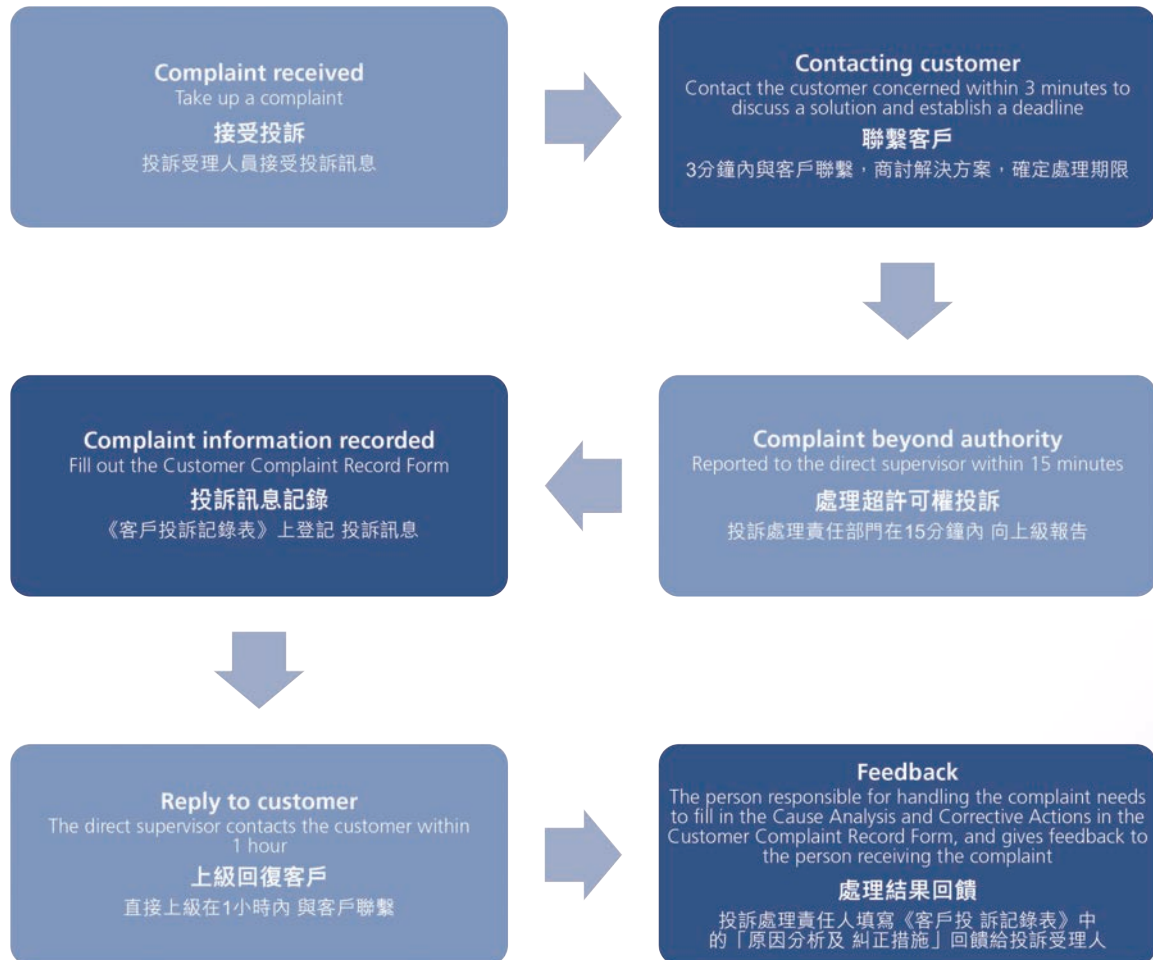 Complaint received
Take up a complaint
接受投訴
投訴受理人員接受投訴訊息
Contacting customer
Contact the customer concerned within 3 minutes to
discuss a solution and establish a deadline
聯繫客戶
3分鐘內與客戶聯繫，商討解決方案，確定處理期限
Complaint beyond authority
Reported to the direct supervisor within 15 minutes
處理超許可權投訴
投訴處理責任部門在15分鐘內 向上級報告
Complaint information recorded
Fill out the Customer Complaint Record Form
投訴訊息記錄
《客戶投訴記錄表》上登記 投訴訊息
Reply to customer
The direct supervisor contacts the customer within
1 hour
上級回復客戶
直接上級在1小時內 與客戶聯繫
Feedback
The person responsible for handling the complaint needs
to fill in the Cause Analysis and Corrective Actions in the
Customer Complaint Record Form, and gives feedback to
the person receiving the complaint
處理結果回饋
投訴處理責任人填寫《客戶投 訴記錄表》中
的「原因分析及 糾正措施」回饋給投訴受理人